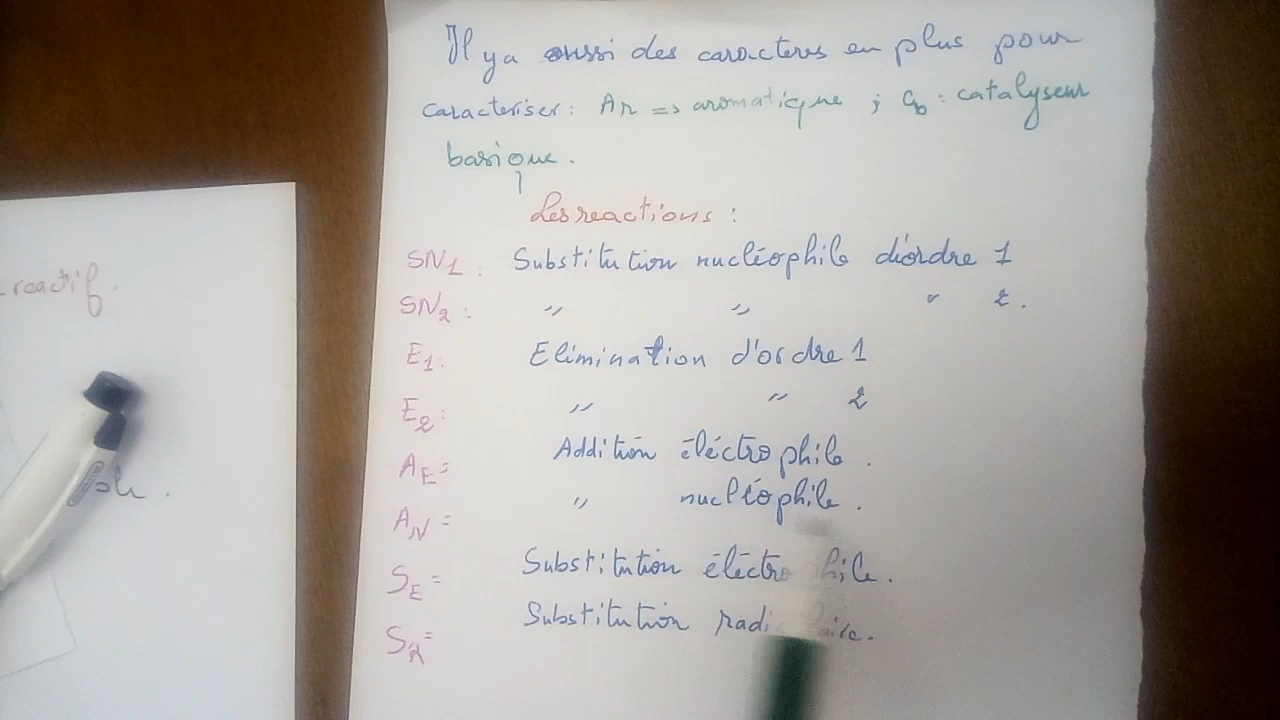 Il y a aussi des caracteres en plus pour
caracteriser : Ar => aromatique ; Cb : catalyseur
basique.
Les reactions :
SN1 : Substitution nucléophile d'ordre 1
SN2 : " " " 2.
E1 : Elimination d'ordre 1
E2 : " " 2
AE = Addition éléctrophile.
AN = " nucléophile.
SE = Substitution éléctrophile.
SR = Substitution radicalaire.
reactif.